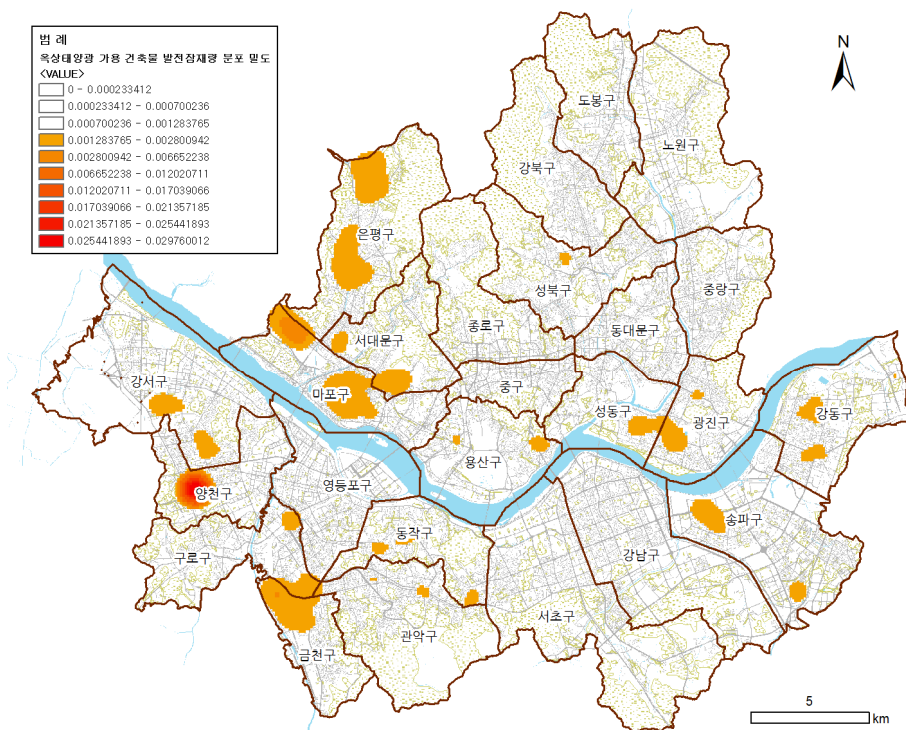 범 례
옥상태양광 가용 건축물 발전잠재량 분포 밀도
<VALUE>
0 - 0.000233412
0.000233412 - 0.000700236
0.000700236 - 0.001283765
0.001283765 - 0.002800942
0.002800942 - 0.006652238
0.006652238 - 0.012020711
0.012020711 - 0.017039066
0.017039066 - 0.021357185
0.021357185 - 0.025441893
0.025441893 - 0.029760012
N
도봉구
노원구
강북구
은평구
성북구
중랑구
종로구
동대문구
서대문구
중구
강서구
마포구
성동구
광진구
강동구
용산구
영등포구
양천구
송파구
동작구
강남구
구로구
서초구
관악구
금천구
5
km